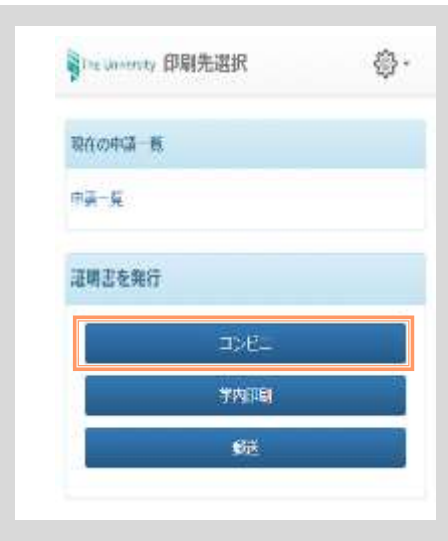 The University 印刷先選択
現在の申請一覧
申請一覧
証明書を発行
コンビニ
学内印刷
郵送